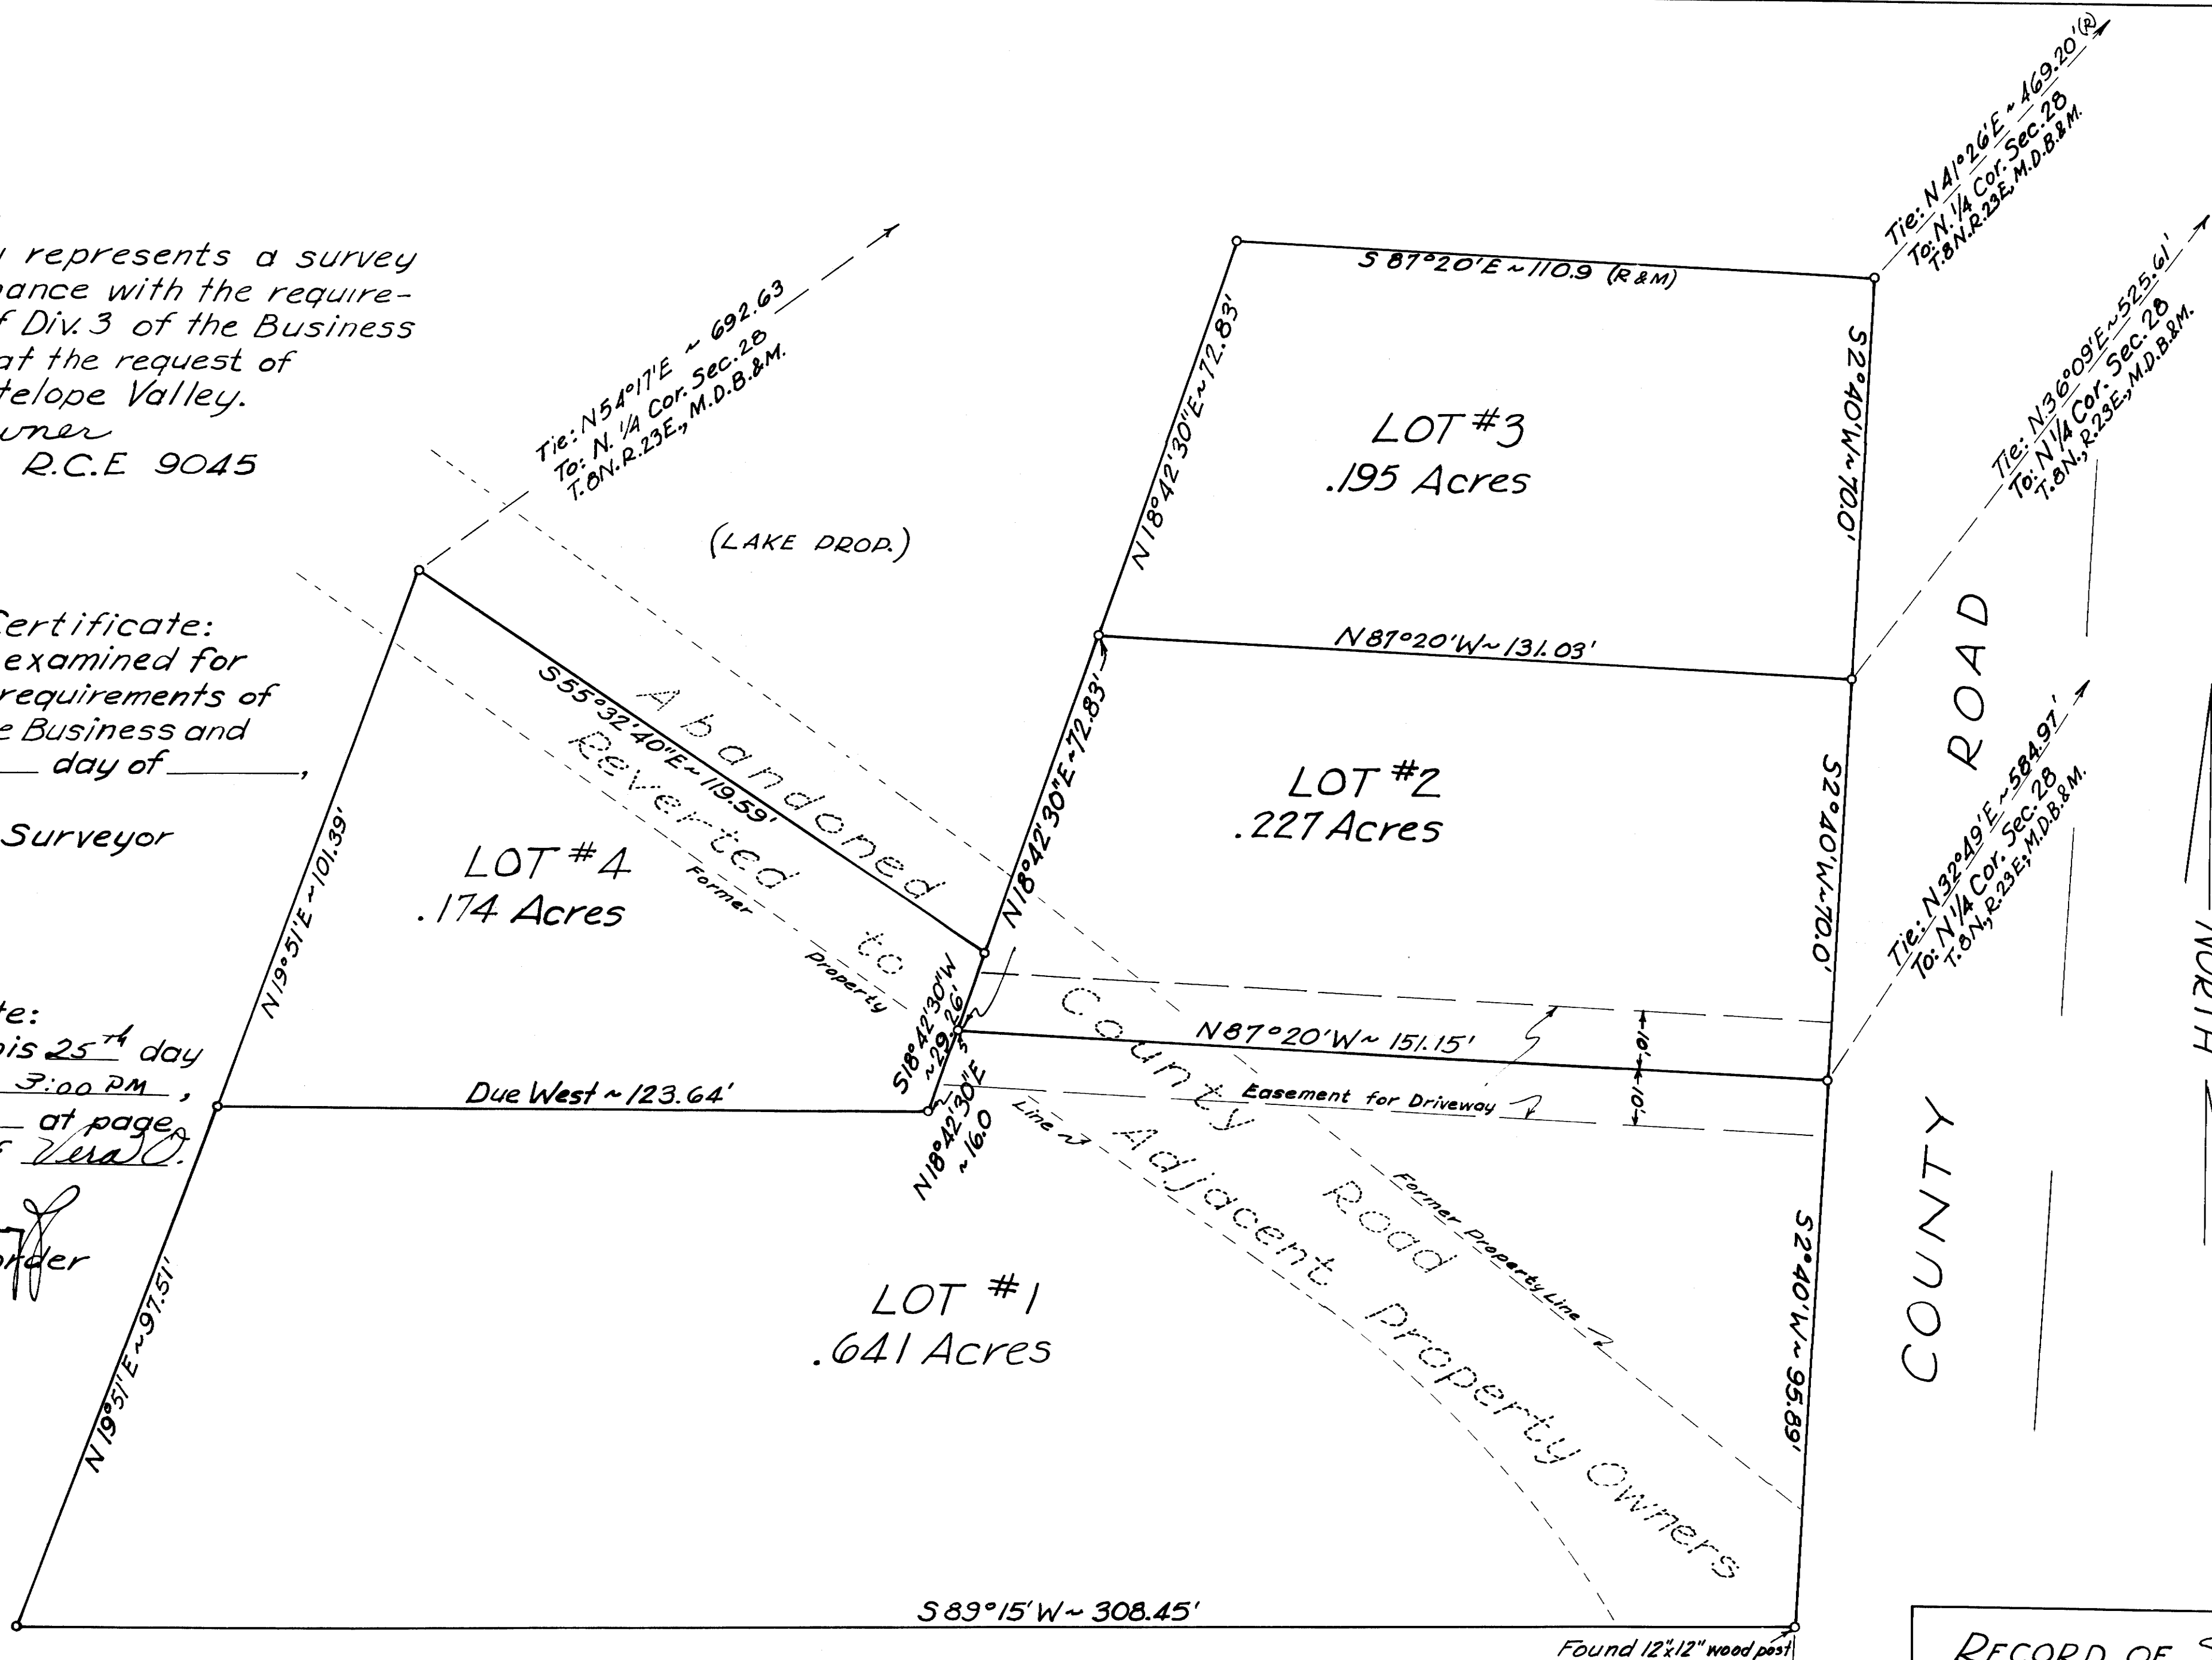 represents a survey
ance with the require-
f Div. 3 of the Business
at the request of
telope Valley.
wner
R.C.E 9045
Certificate:
examined for
requirements of
e Business and
day of
Surveyor
te:
is 25th day
3:00 PM ,
at page
Vera O.
order
Tie: N54°17'E ~ 692.63
To: N. 1/4 Cor. Sec. 28
T.8N.R.23E., M.D.B.&M.
(LAKE PROP.)
Tie: N41°26'E ~ 469.20' (R)
To: N. 1/4 Cor. Sec. 28
T.8N.R.23E., M.D.B.&M.
S 87°20'E ~ 110.9 (R&M)
N18°42'30"E ~ 72.83'
LOT #3
.195 Acres
S2°40'W ~ 70.0'
Tie: N36°09'E ~ 525.61'
To: N 1/4 Cor. Sec. 28
T.8N., R.23E., M.D.B.&M.
N87°20'W ~ 131.03'
N18°42'30"E ~ 72.83'
LOT #2
.227 Acres
S2°40'W ~ 70.0'
Tie: N32°49'E ~ 584.97'
To: N 1/4 Cor. Sec. 28
T.8N., R.23E., M.D.B.&M.
COUNTY ROAD
NORTH
S55°32'40"E ~ 119.59'
Abandoned County Road
Reverted to Adjacent Property Owners
Former Property Line
LOT #4
.174 Acres
N19°51'E ~ 101.39'
S18°42'30"W
~29.26'
N87°20'W ~ 151.15'
10'
10'
Easement for Driveway
Due West ~ 123.64'
N18°42'30"E
~16.0
Former Property Line
LOT #1
.641 Acres
N19°51'E ~ 97.51'
S2°40'W ~ 95.89'
S89°15'W ~ 308.45'
Found 12"x12" wood post
RECORD OF